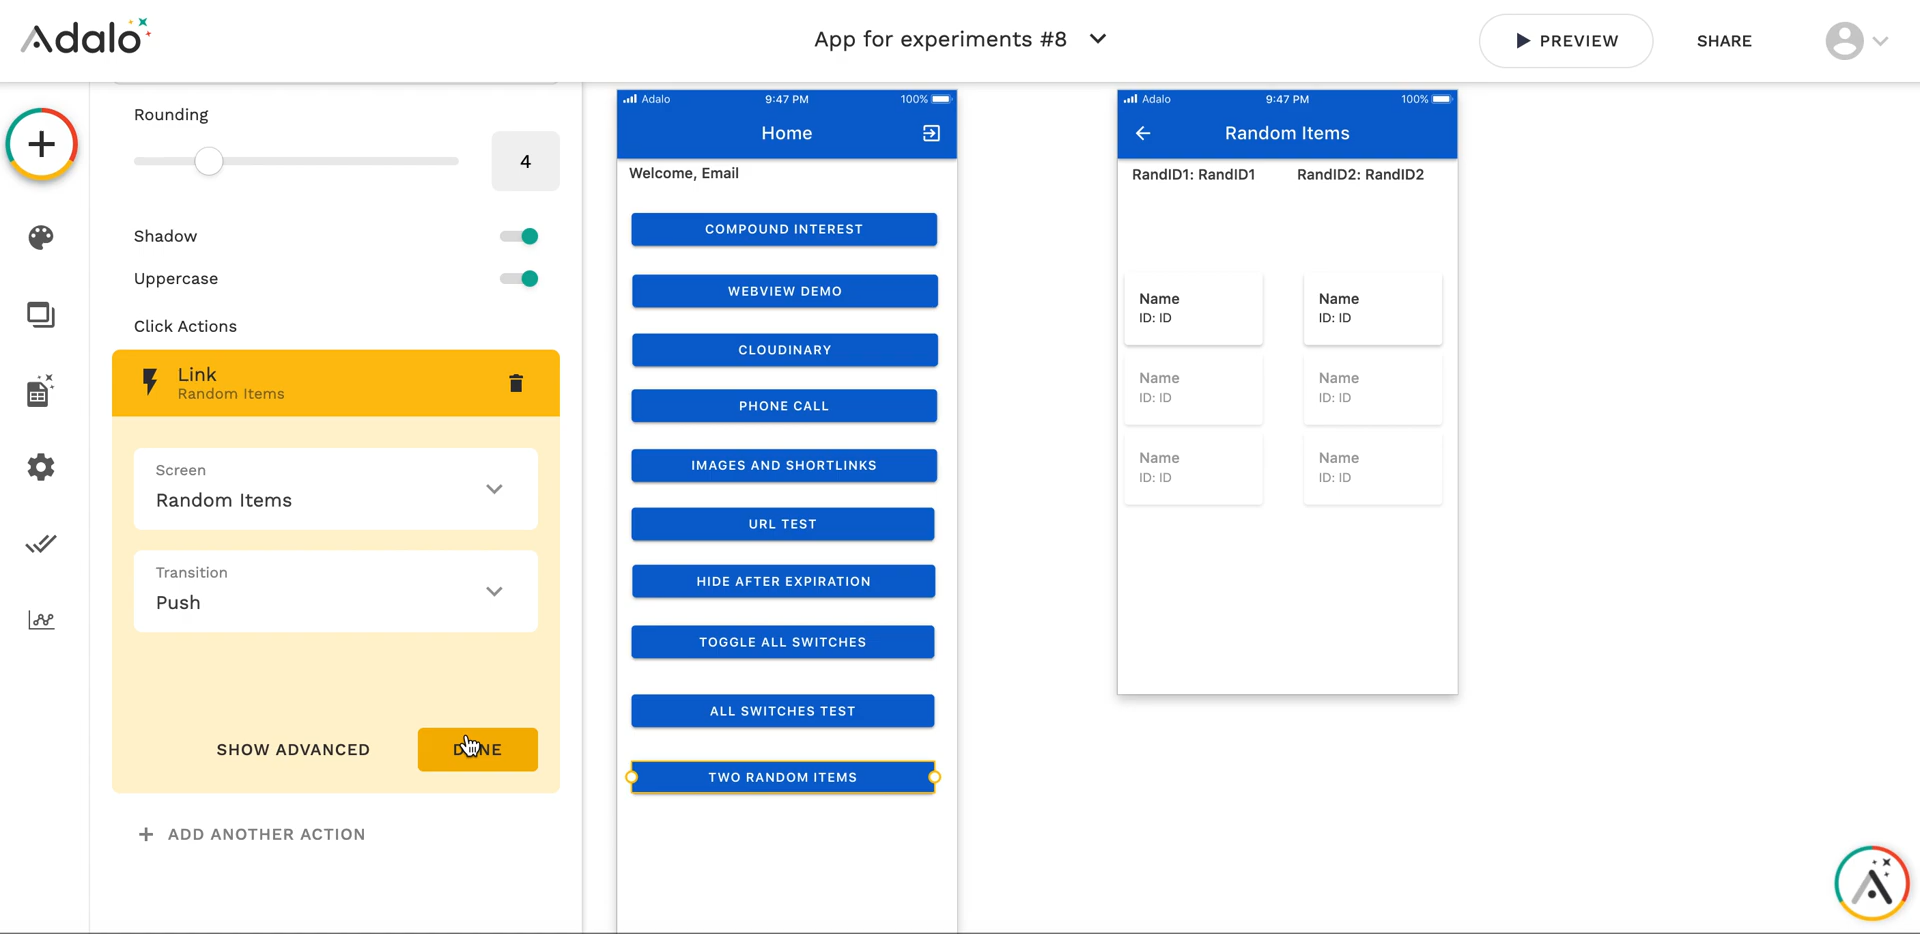 Adalo
App for experiments #8
PREVIEW
SHARE
Rounding
4
Shadow
Uppercase
Click Actions
Link
Random Items
Screen
Random Items
Transition
Push
SHOW ADVANCED
DONE
ADD ANOTHER ACTION
Adalo 9:47 PM 100%
Home
Welcome, Email
COMPOUND INTEREST
WEBVIEW DEMO
CLOUDINARY
PHONE CALL
IMAGES AND SHORTLINKS
URL TEST
HIDE AFTER EXPIRATION
TOGGLE ALL SWITCHES
ALL SWITCHES TEST
TWO RANDOM ITEMS
Adalo 9:47 PM 100%
Random Items
RandID1: RandID1 RandID2: RandID2
Name Name
ID: ID ID: ID
Name Name
ID: ID ID: ID
Name Name
ID: ID ID: ID